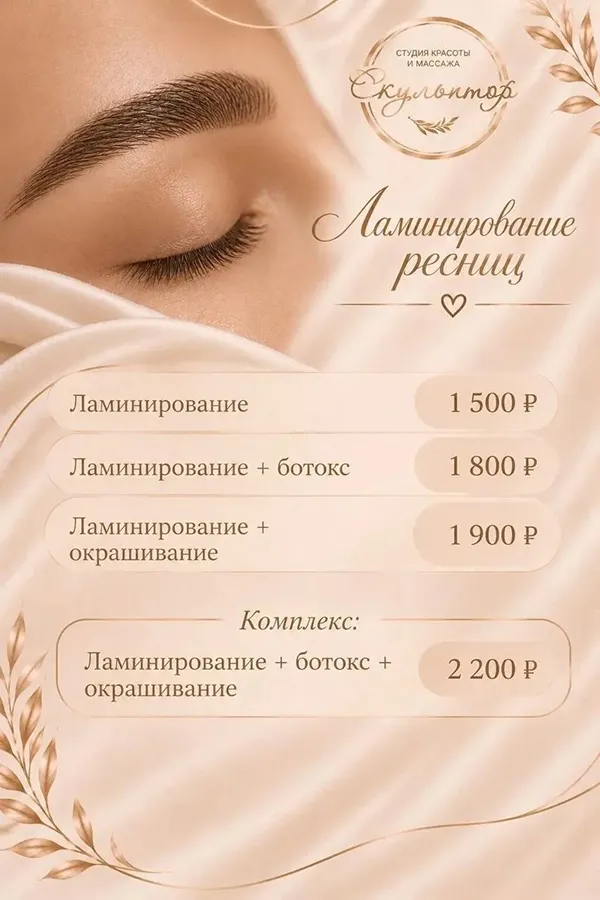 СТУДИЯ КРАСОТЫ
И МАССАЖА
Скульптор
Ламинирование
ресниц
Ламинирование 1 500 ₽
Ламинирование + ботокс 1 800 ₽
Ламинирование +
окрашивание 1 900 ₽
Комплекс:
Ламинирование + ботокс +
окрашивание 2 200 ₽